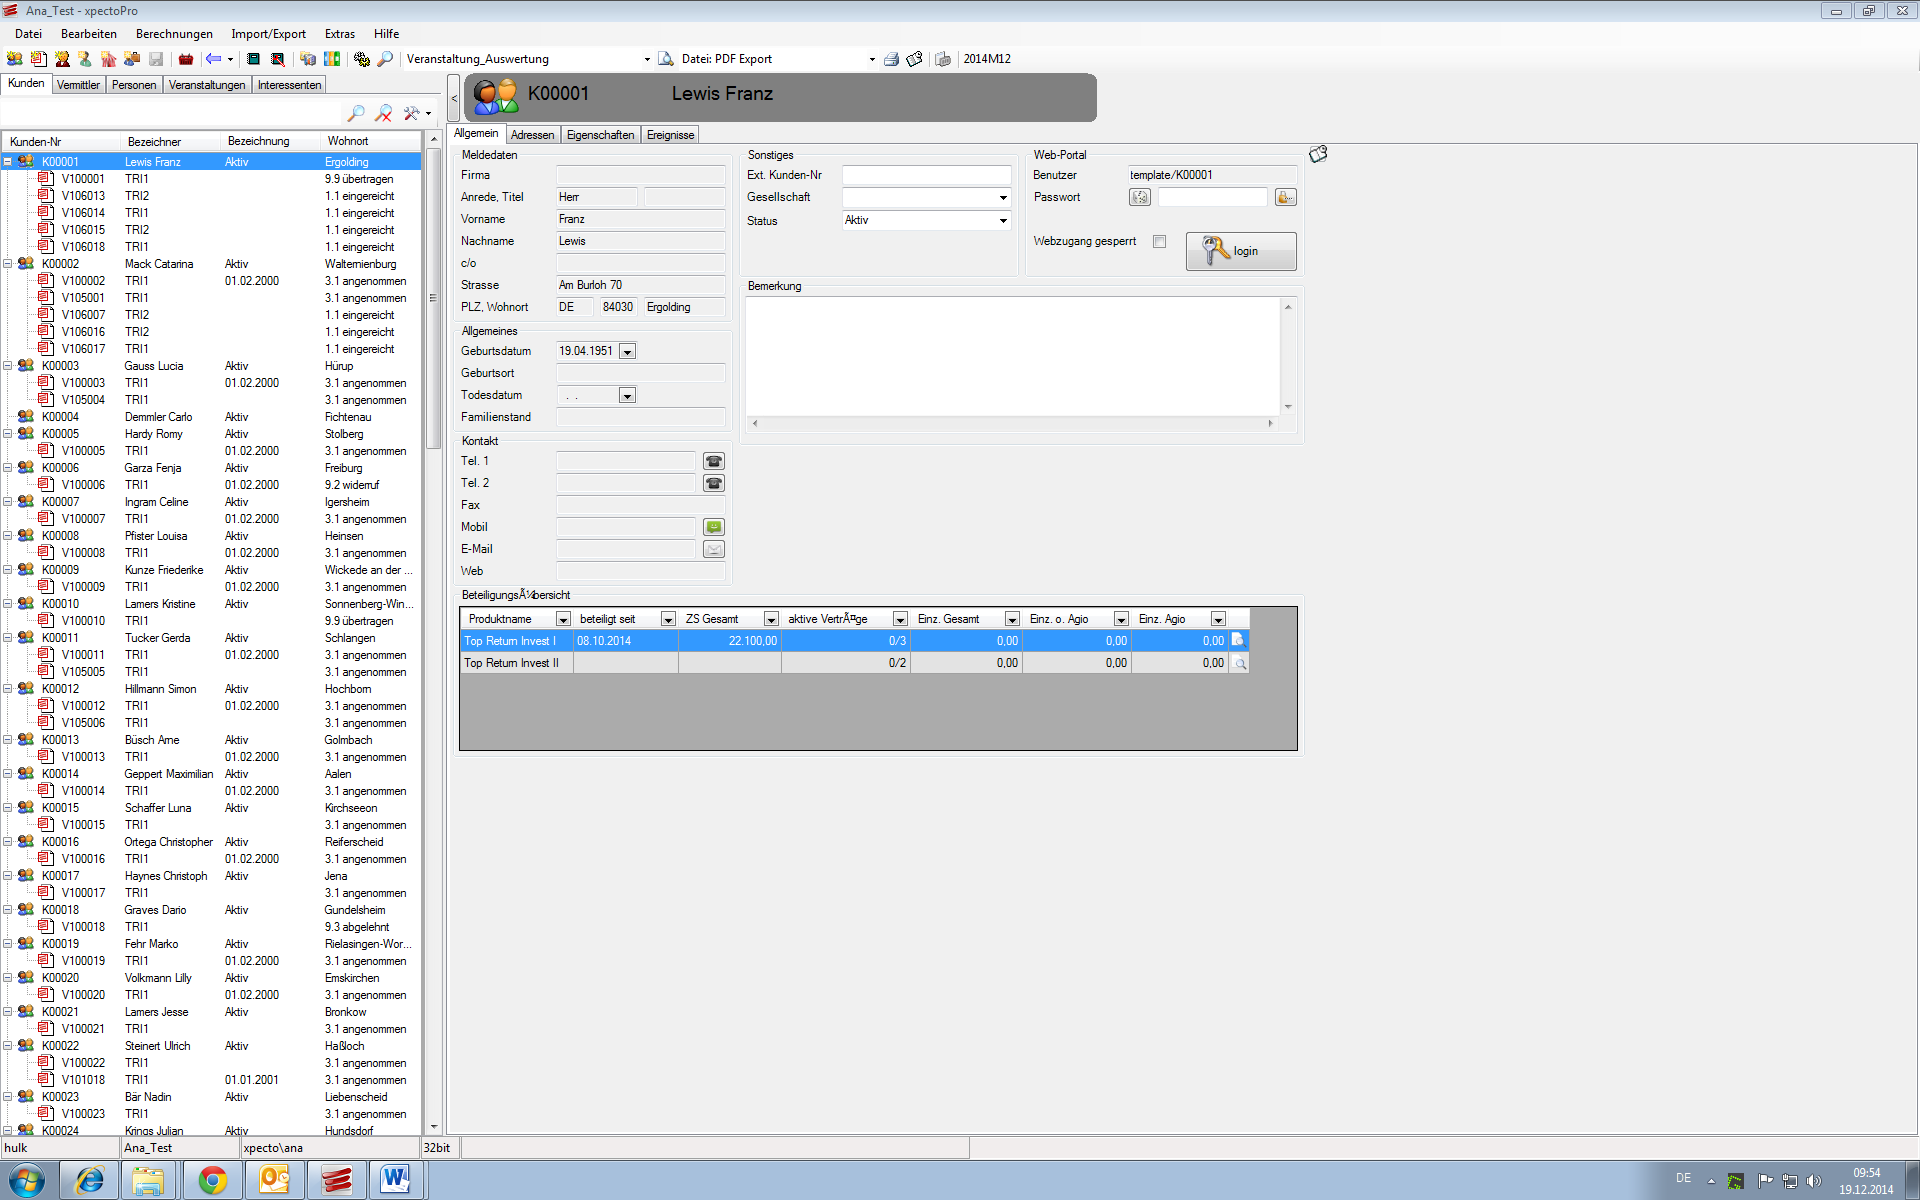 Ana_Test - xpectoPro
Datei Bearbeiten Berechnungen Import/Export Extras Hilfe
Veranstaltung_Auswertung Datei: PDF Export 2014M12
Kunden Vermittler Personen Veranstaltungen Interessenten
Kunden-Nr Bezeichner Bezeichnung Wohnort
K00001 Lewis Franz Aktiv Ergolding
V100001 TRI1 9.9 übertragen
V106013 TRI2 1.1 eingereicht
V106014 TRI1 1.1 eingereicht
V106015 TRI2 1.1 eingereicht
V106018 TRI1 1.1 eingereicht
K00002 Mack Catarina Aktiv Walternienburg
V100002 TRI1 01.02.2000 3.1 angenommen
V105001 TRI1 3.1 angenommen
V106007 TRI2 1.1 eingereicht
V106016 TRI2 1.1 eingereicht
V106017 TRI1 1.1 eingereicht
K00003 Gauss Lucia Aktiv Hürup
V100003 TRI1 01.02.2000 3.1 angenommen
V105004 TRI1 3.1 angenommen
K00004 Demmler Carlo Aktiv Fichtenau
K00005 Hardy Romy Aktiv Stolberg
V100005 TRI1 01.02.2000 3.1 angenommen
K00006 Garza Fenja Aktiv Freiburg
V100006 TRI1 01.02.2000 9.2 widerruf
K00007 Ingram Celine Aktiv Igersheim
V100007 TRI1 01.02.2000 3.1 angenommen
K00008 Pfister Louisa Aktiv Heinsen
V100008 TRI1 01.02.2000 3.1 angenommen
K00009 Kunze Friederike Aktiv Wickede an der ...
V100009 TRI1 01.02.2000 3.1 angenommen
K00010 Lamers Kristine Aktiv Sonnenberg-Win...
V100010 TRI1 9.9 übertragen
K00011 Tucker Gerda Aktiv Schlangen
V100011 TRI1 01.02.2000 3.1 angenommen
V105005 TRI1 3.1 angenommen
K00012 Hillmann Simon Aktiv Hochborn
V100012 TRI1 01.02.2000 3.1 angenommen
V105006 TRI1 3.1 angenommen
K00013 Büsch Arne Aktiv Golmbach
V100013 TRI1 01.02.2000 3.1 angenommen
K00014 Geppert Maximilian Aktiv Aalen
V100014 TRI1 01.02.2000 3.1 angenommen
K00015 Schaffer Luna Aktiv Kirchseeon
V100015 TRI1 3.1 angenommen
K00016 Ortega Christopher Aktiv Reiferscheid
V100016 TRI1 01.02.2000 3.1 angenommen
K00017 Haynes Christoph Aktiv Jena
V100017 TRI1 3.1 angenommen
K00018 Graves Dario Aktiv Gundelsheim
V100018 TRI1 9.3 abgelehnt
K00019 Fehr Marko Aktiv Rielasingen-Wor...
V100019 TRI1 01.02.2000 3.1 angenommen
K00020 Volkmann Lilly Aktiv Emskirchen
V100020 TRI1 01.02.2000 3.1 angenommen
K00021 Lamers Jesse Aktiv Bronkow
V100021 TRI1 3.1 angenommen
K00022 Steinert Ulrich Aktiv Haßloch
V100022 TRI1 3.1 angenommen
V101018 TRI1 01.01.2001 3.1 angenommen
K00023 Bär Nadin Aktiv Liebenscheid
V100023 TRI1 3.1 angenommen
K00024 Krings Julian Aktiv Hundsdorf
< K00001 Lewis Franz
Allgemein Adressen Eigenschaften Ereignisse
Meldedaten
Firma
Anrede, Titel Herr
Vorname Franz
Nachname Lewis
c/o
Strasse Am Burloh 70
PLZ, Wohnort DE 84030 Ergolding
Allgemeines
Geburtsdatum 19.04.1951
Geburtsort
Todesdatum . .
Familienstand
Kontakt
Tel. 1
Tel. 2
Fax
Mobil
E-Mail
Web
Sonstiges
Ext. Kunden-Nr
Gesellschaft
Status Aktiv
Web-Portal
Benutzer template/K00001
Passwort
Webzugang gesperrt login
Bemerkung
BeteiligungsÃ¼bersicht
Produktname beteiligt seit ZS Gesamt aktive VertrÃ¤ge Einz. Gesamt Einz. o. Agio Einz. Agio
Top Return Invest I 08.10.2014 22.100,00 0/3 0,00 0,00 0,00
Top Return Invest II 0/2 0,00 0,00 0,00
hulk Ana_Test xpecto\ana 32bit
DE 09:54
19.12.2014